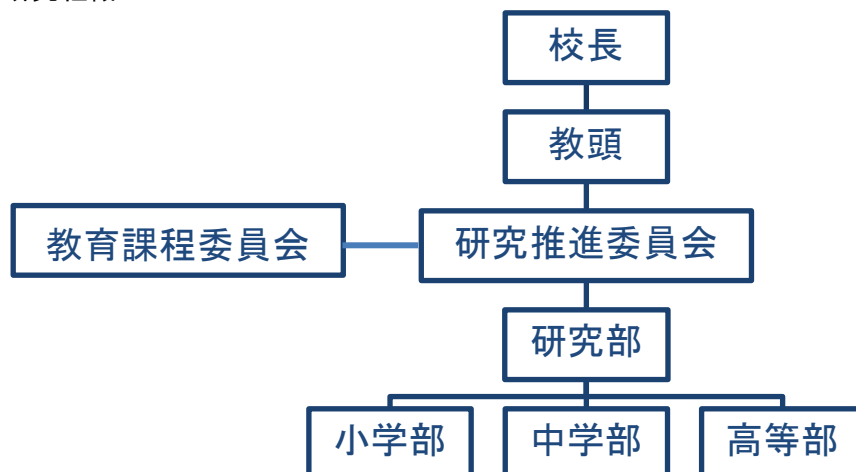 校長
教頭
教育課程委員会
研究推進委員会
研究部
小学部
中学部
高等部